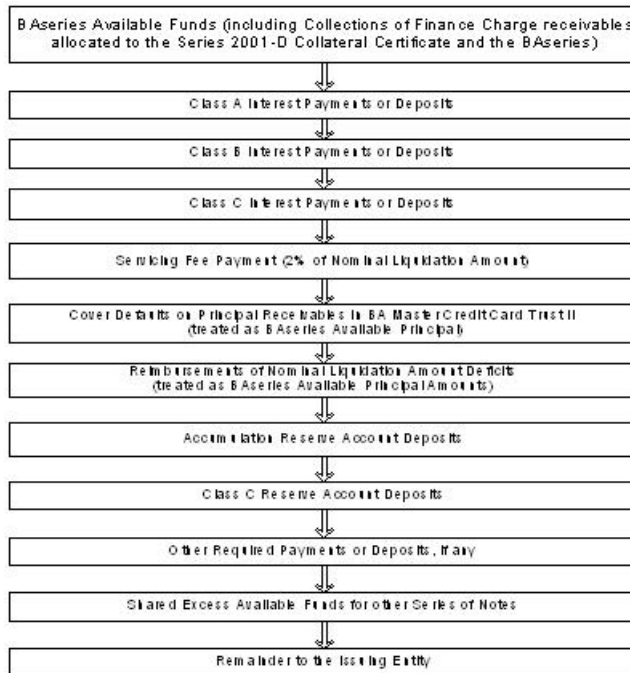 BAseries Available Funds (including Collections of Finance Charge receivables
allocated to the Series 2001-D Collateral Certificate and the BAseries)
Class A Interest Payments or Deposits
Class B Interest Payments or Deposits
Class C Interest Payments or Deposits
Servicing Fee Payment (2% of Nominal Liquidation Amount)
Cover Defaults on Principal Receivables in BA Master Credit Card Trust II
(treated as BAseries Available Principal)
Reimbursements of Nominal Liquidation Amount Deficits
(treated as BAseries Available Principal Amounts)
Accumulation Reserve Account Deposits
Class C Reserve Account Deposits
Other Required Payments or Deposits, if any
Shared Excess Available Funds for other Series of Notes
Remainder to the Issuing Entity